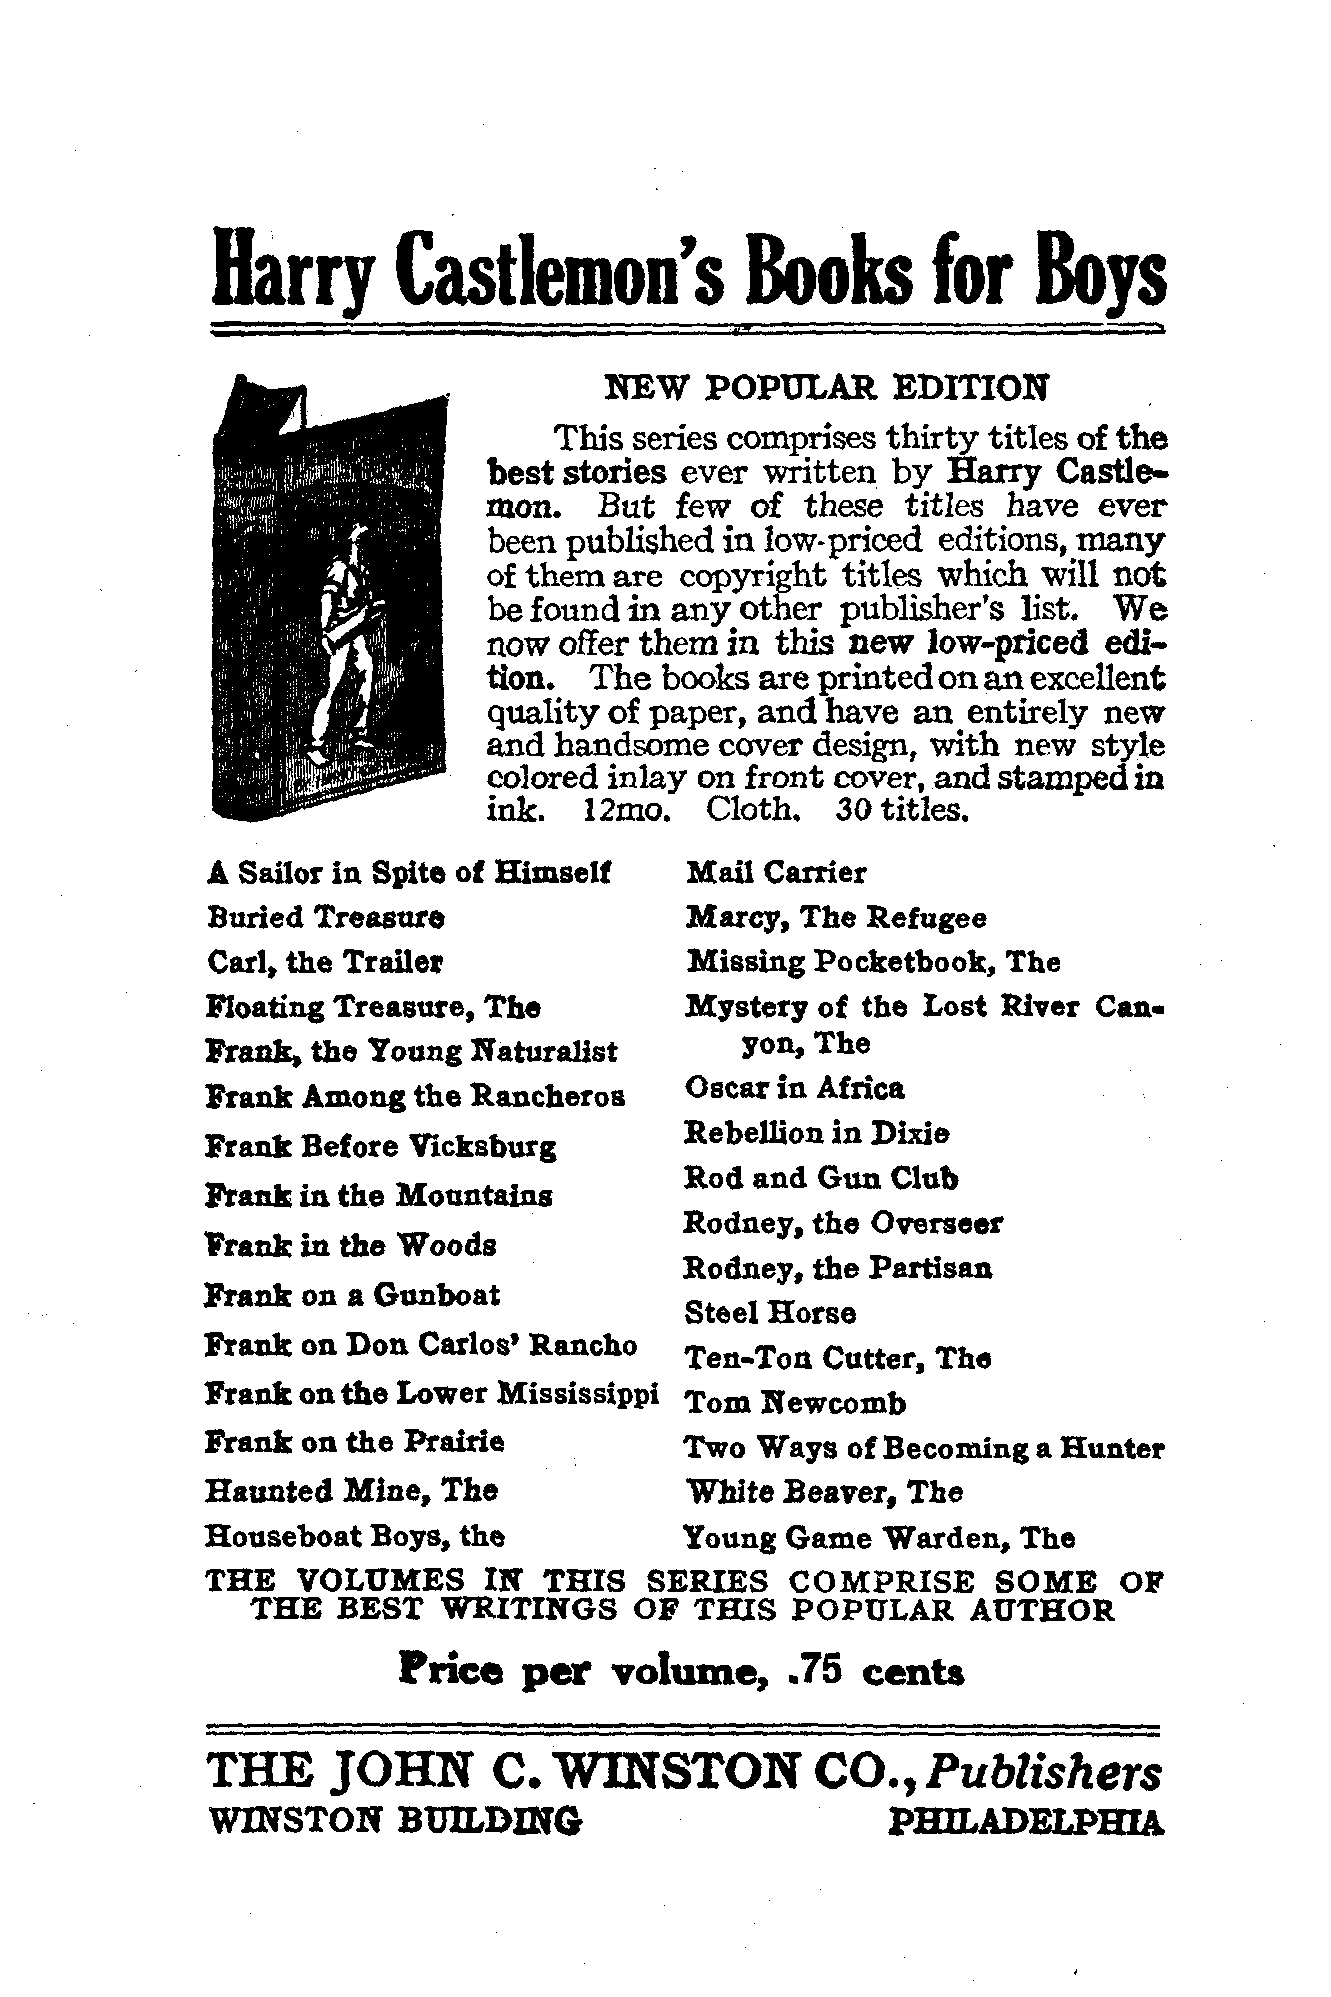 Harry Castlemon's Books for Boys
NEW POPULAR EDITION
This series comprises thirty titles of the
best stories ever written by Harry Castle-
mon. But few of these titles have ever
been published in low-priced editions, many
of them are copyright titles which will not
be found in any other publisher's list. We
now offer them in this new low-priced edi-
tion. The books are printed on an excellent
quality of paper, and have an entirely new
and handsome cover design, with new style
colored inlay on front cover, and stamped in
ink. 12mo. Cloth. 30 titles.
A Sailor in Spite of Himself
Buried Treasure
Carl, the Trailer
Floating Treasure, The
Frank, the Young Naturalist
Frank Among the Rancheros
Frank Before Vicksburg
Frank in the Mountains
Frank in the Woods
Frank on a Gunboat
Frank on Don Carlos' Rancho
Frank on the Lower Mississippi
Frank on the Prairie
Haunted Mine, The
Houseboat Boys, the
Mail Carrier
Marcy, The Refugee
Missing Pocketbook, The
Mystery of the Lost River Can-
yon, The
Oscar in Africa
Rebellion in Dixie
Rod and Gun Club
Rodney, the Overseer
Rodney, the Partisan
Steel Horse
Ten-Ton Cutter, The
Tom Newcomb
Two Ways of Becoming a Hunter
White Beaver, The
Young Game Warden, The
THE VOLUMES IN THIS SERIES COMPRISE SOME OF
THE BEST WRITINGS OF THIS POPULAR AUTHOR
Price per volume, .75 cents
THE JOHN C. WINSTON CO., Publishers
WINSTON BUILDING PHILADELPHIA